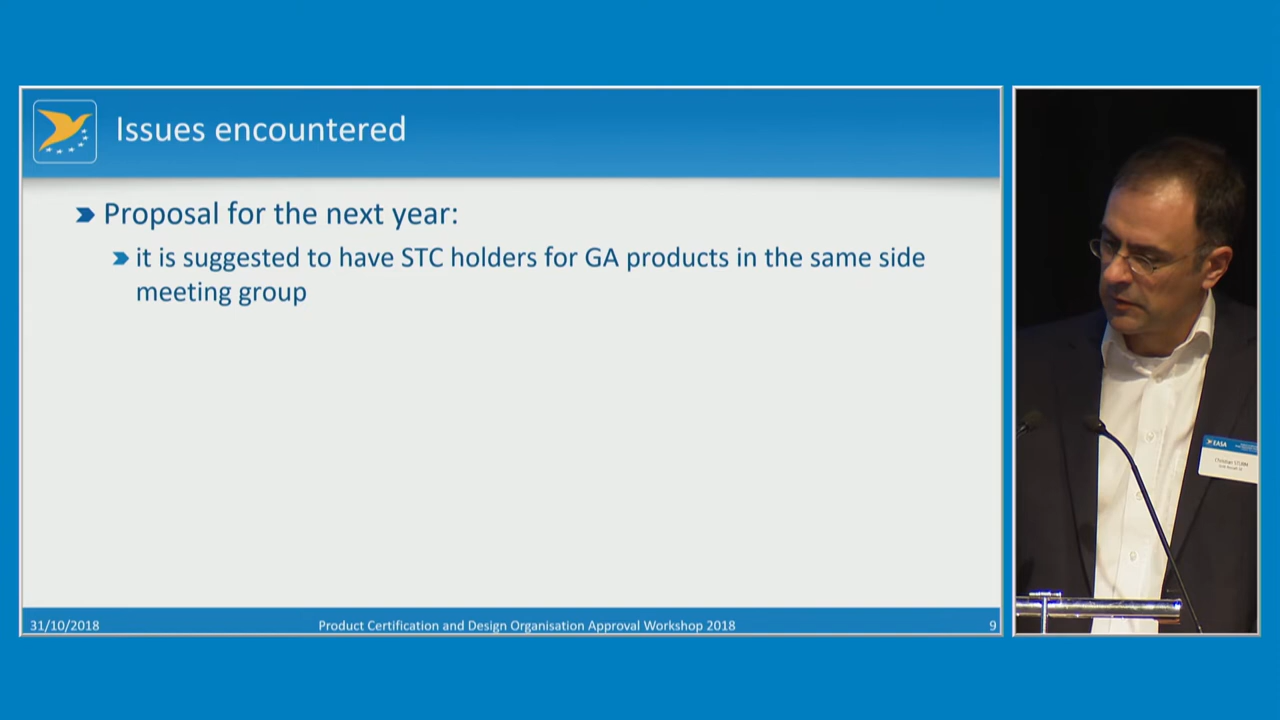 Issues encountered
Proposal for the next year:
it is suggested to have STC holders for GA products in the same side
meeting group
31/10/2018
Product Certification and Design Organisation Approval Workshop 2018
9
EASA
Christian